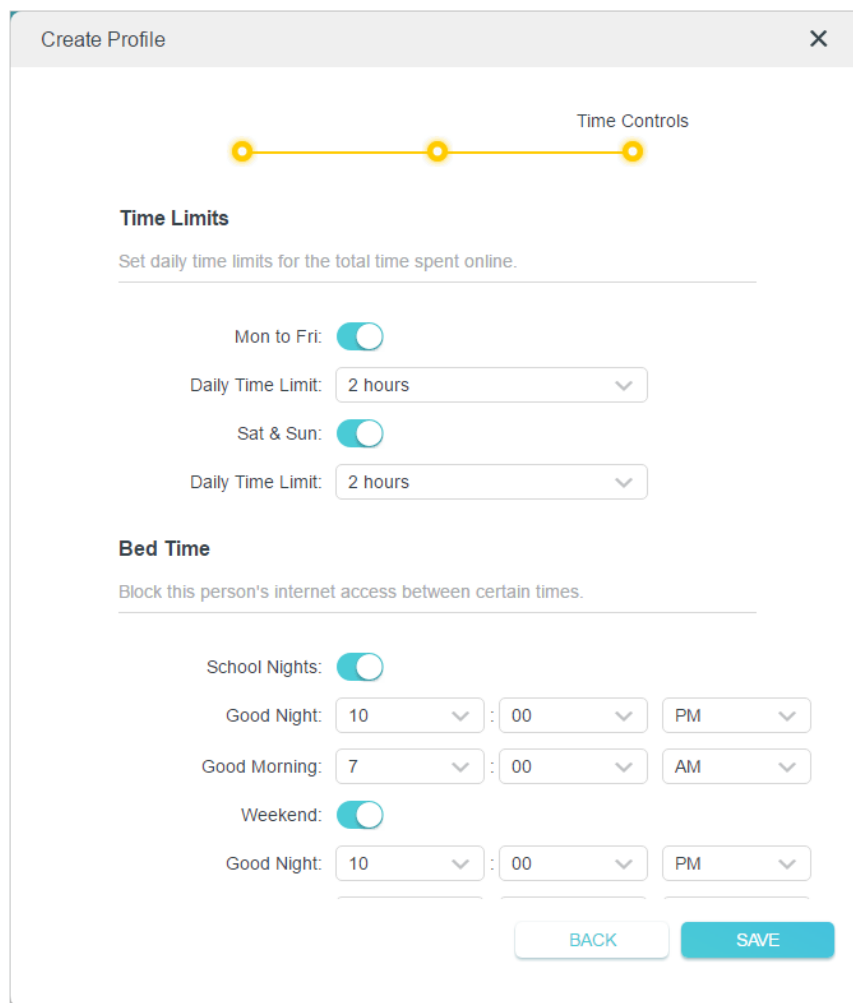 Create Profile
Time Controls
Time Limits
Set daily time limits for the total time spent online.
Mon to Fri:
Daily Time Limit: 2 hours
Sat & Sun:
Daily Time Limit: 2 hours
Bed Time
Block this person's internet access between certain times.
School Nights:
Good Night: 10 : 00 PM
Good Morning: 7 : 00 AM
Weekend:
Good Night: 10 : 00 PM
BACK SAVE